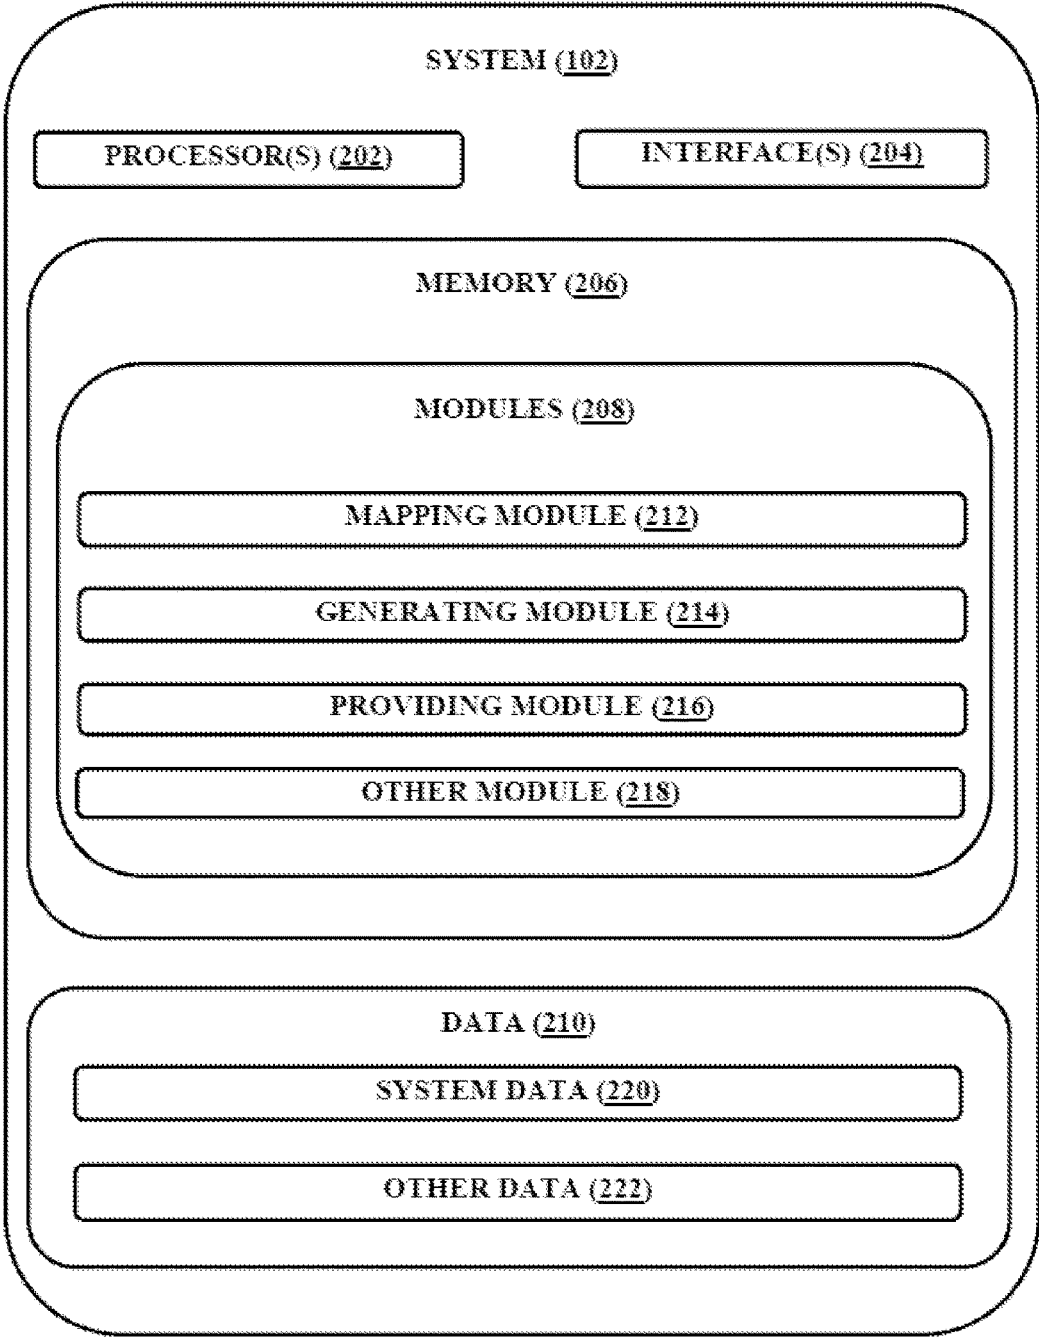 SYSTEM (102)
PROCESSOR(S) (202)
INTERFACE(S) (204)
MEMORY (206)
MODULES (208)
MAPPING MODULE (212)
GENERATING MODULE (214)
PROVIDING MODULE (216)
OTHER MODULE (218)
DATA (210)
SYSTEM DATA (220)
OTHER DATA (222)